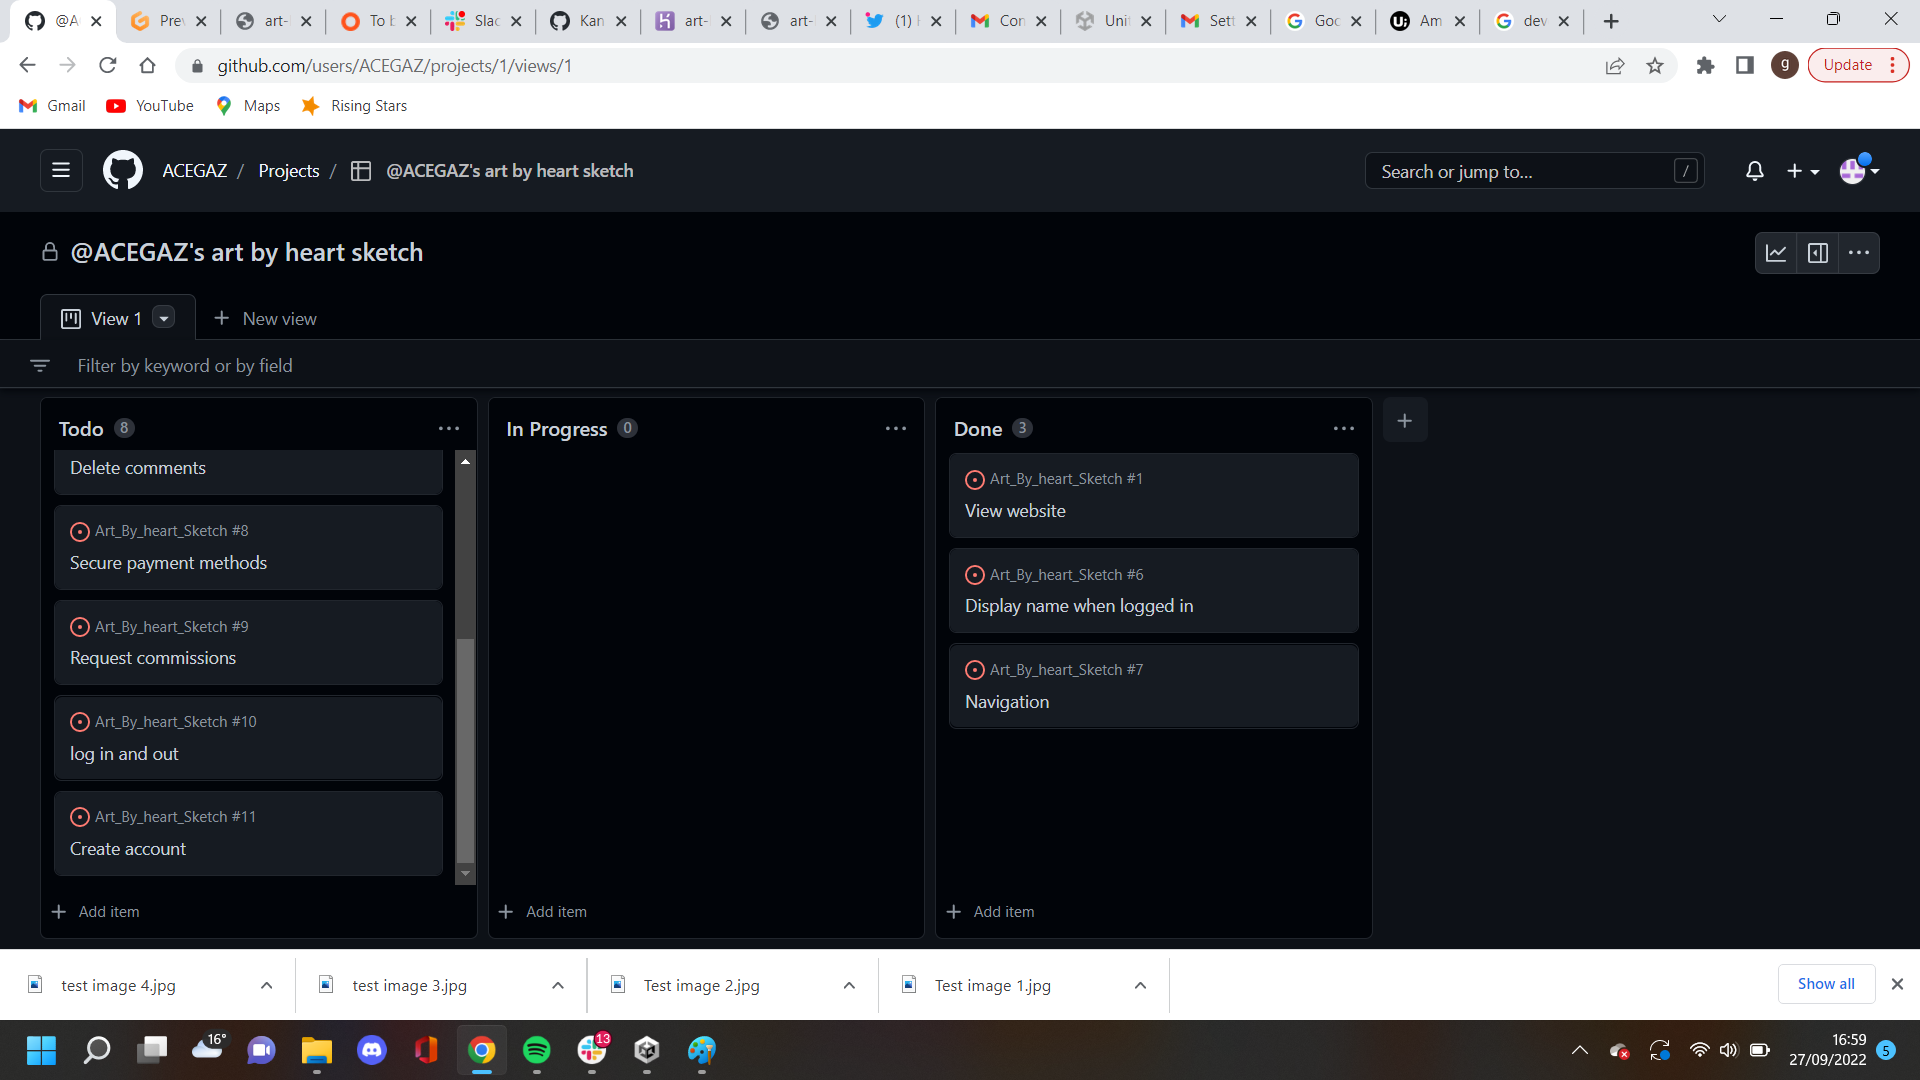 @A
Prev
art-
To b
Slac
Kan
art-
art-
(1)
Con
Unit
Sett
Goo
Am
dev
github.com/users/ACEGAZ/projects/1/views/1
g
Update
Gmail
YouTube
Maps
Rising Stars
ACEGAZ / Projects / @ACEGAZ's art by heart sketch
Search or jump to... /
@ACEGAZ's art by heart sketch
View 1
New view
Filter by keyword or by field
Todo 8
Delete comments
Art_By_heart_Sketch #8
Secure payment methods
Art_By_heart_Sketch #9
Request commissions
Art_By_heart_Sketch #10
log in and out
Art_By_heart_Sketch #11
Create account
Add item
In Progress 0
Add item
Done 3
Art_By_heart_Sketch #1
View website
Art_By_heart_Sketch #6
Display name when logged in
Art_By_heart_Sketch #7
Navigation
Add item
test image 4.jpg
test image 3.jpg
Test image 2.jpg
Test image 1.jpg
Show all
16°
13
16:59
27/09/2022
5